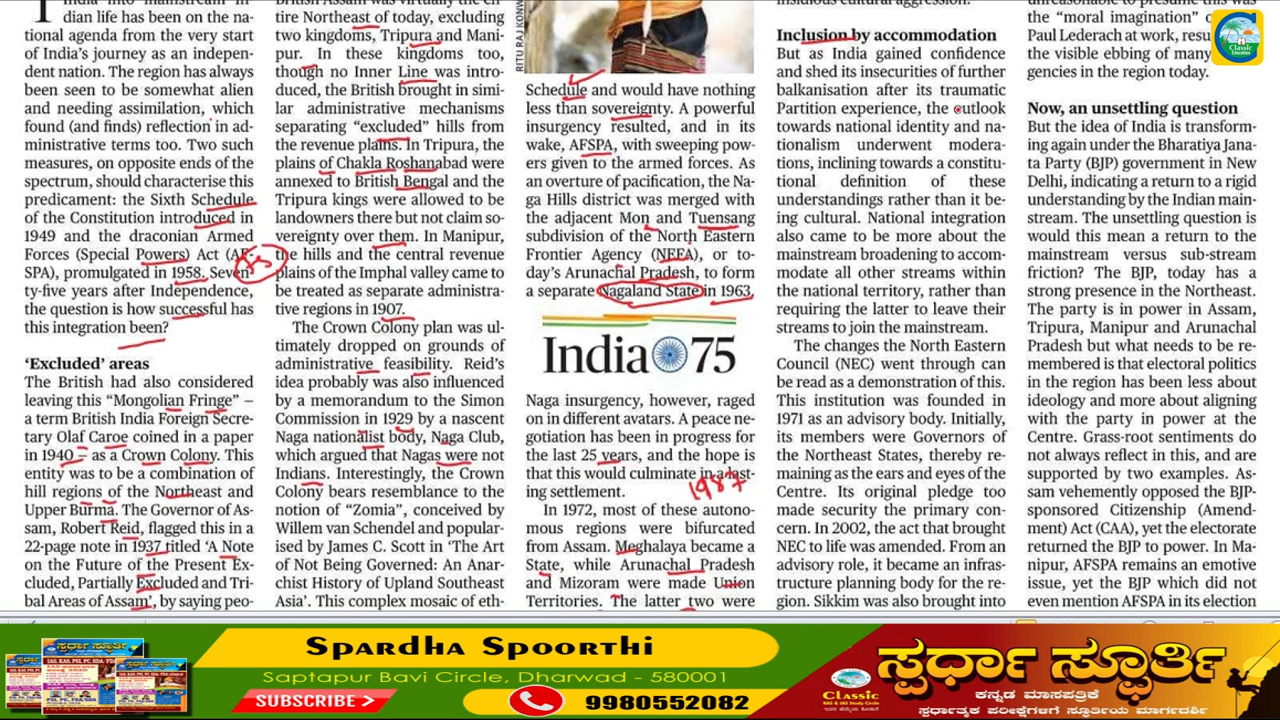 India into mainstream In-
dian life has been on the na-
tional agenda from the very start
of India's journey as an indepen-
dent nation. The region has always
been seen to be somewhat alien
and needing assimilation, which
found (and finds) reflection in ad-
ministrative terms too. Two such
measures, on opposite ends of the
spectrum, should characterise this
predicament: the Sixth Schedule
of the Constitution introduced in
1949 and the draconian Armed
Forces (Special Powers) Act (AF
SPA), promulgated in 1958. Seven
ty-five years after Independence,
the question is how successful has
this integration been?
'Excluded' areas
The British had also considered
leaving this "Mongolian Fringe" –
a term British India Foreign Secre-
tary Olaf Caroe coined in a paper
in 1940 – as a Crown Colony. This
entity was to be a combination of
hill regions of the Northeast and
Upper Burma. The Governor of As-
sam, Robert Reid, flagged this in a
22-page note in 1937 titled 'A Note
on the Future of the Present Ex-
cluded, Partially Excluded and Tri-
bal Areas of Assam', by saying peo-
British Assam was virtually the en-
tire Northeast of today, excluding
two kingdoms, Tripura and Mani-
pur. In these kingdoms too,
though no Inner Line was intro-
duced, the British brought in simi-
lar administrative mechanisms
separating "excluded" hills from
the revenue plains. In Tripura, the
plains of Chakla Roshanabad were
annexed to British Bengal and the
Tripura kings were allowed to be
landowners there but not claim so-
vereignty over them. In Manipur,
the hills and the central revenue
plains of the Imphal valley came to
be treated as separate administra-
tive regions in 1907.
The Crown Colony plan was ul-
timately dropped on grounds of
administrative feasibility. Reid's
idea probably was also influenced
by a memorandum to the Simon
Commission in 1929 by a nascent
Naga nationalist body, Naga Club,
which argued that Nagas were not
Indians. Interestingly, the Crown
Colony bears resemblance to the
notion of "Zomia", conceived by
Willem van Schendel and popular-
ised by James C. Scott in 'The Art
of Not Being Governed: An Anar-
chist History of Upland Southeast
Asia'. This complex mosaic of eth-
RITU RAJ KONW
Schedule and would have nothing
less than sovereignty. A powerful
insurgency resulted, and in its
wake, AFSPA, with sweeping pow-
ers given to the armed forces. As
an overture of pacification, the Na-
ga Hills district was merged with
the adjacent Mon and Tuensang
subdivision of the North Eastern
Frontier Agency (NEFA), or to-
day's Arunachal Pradesh, to form
a separate Nagaland State in 1963.
India 75
Naga insurgency, however, raged
on in different avatars. A peace ne-
gotiation has been in progress for
the last 25 years, and the hope is
that this would culminate in a last-
ing settlement.
1987
In 1972, most of these autono-
mous regions were bifurcated
from Assam. Meghalaya became a
State, while Arunachal Pradesh
and Mizoram were made Union
Territories. The latter two were
insidious cultural aggression.
Inclusion by accommodation
But as India gained confidence
and shed its insecurities of further
balkanisation after its traumatic
Partition experience, the outlook
towards national identity and na-
tionalism underwent modera-
tions, inclining towards a constitu-
tional definition of these
understandings rather than it be-
ing cultural. National integration
also came to be more about the
mainstream broadening to accom-
modate all other streams within
the national territory, rather than
requiring the latter to leave their
streams to join the mainstream.
The changes the North Eastern
Council (NEC) went through can
be read as a demonstration of this.
This institution was founded in
1971 as an advisory body. Initially,
its members were Governors of
the Northeast States, thereby re-
maining as the ears and eyes of the
Centre. Its original pledge too
made security the primary con-
cern. In 2002, the act that brought
NEC to life was amended. From an
advisory role, it became an infras-
tructure planning body for the re-
gion. Sikkim was also brought into
unreasonable to presume this was
the "moral imagination"
Paul Lederach at work, resu
the visible ebbing of many
gencies in the region today.
Now, an unsettling question
But the idea of India is transform-
ing again under the Bharatiya Jana-
ta Party (BJP) government in New
Delhi, indicating a return to a rigid
understanding by the Indian main-
stream. The unsettling question is
would this mean a return to the
mainstream versus sub-stream
friction? The BJP, today has a
strong presence in the Northeast.
The party is in power in Assam,
Tripura, Manipur and Arunachal
Pradesh but what needs to be re-
membered is that electoral politics
in the region has been less about
ideology and more about aligning
with the party in power at the
Centre. Grass-root sentiments do
not always reflect in this, and are
supported by two examples. As-
sam vehemently opposed the BJP-
sponsored Citizenship (Amend-
ment) Act (CAA), yet the electorate
returned the BJP to power. In Ma-
nipur, AFSPA remains an emotive
issue, yet the BJP which did not
even mention AFSPA in its election
Classic
Education
Spardha Spoorthi
Saptapur Bavi Circle, Dharwad - 580001
SUBSCRIBE
9980552082
ಸ್ಪರ್ಧಾ ಸ್ಫೂರ್ತಿ
Classic
KAS & IAS Study Circle
ಸ್ಪರ್ಧಾ ಸ್ಫೂರ್ತಿ
ಕನ್ನಡ ಮಾಸಪತ್ರಿಕೆ
ಸ್ಪರ್ಧಾತ್ಮಕ ಪರೀಕ್ಷೆಗಳಿಗೆ ಸ್ಫೂರ್ತಿಯ ಮಾರ್ಗದರ್ಶಿ